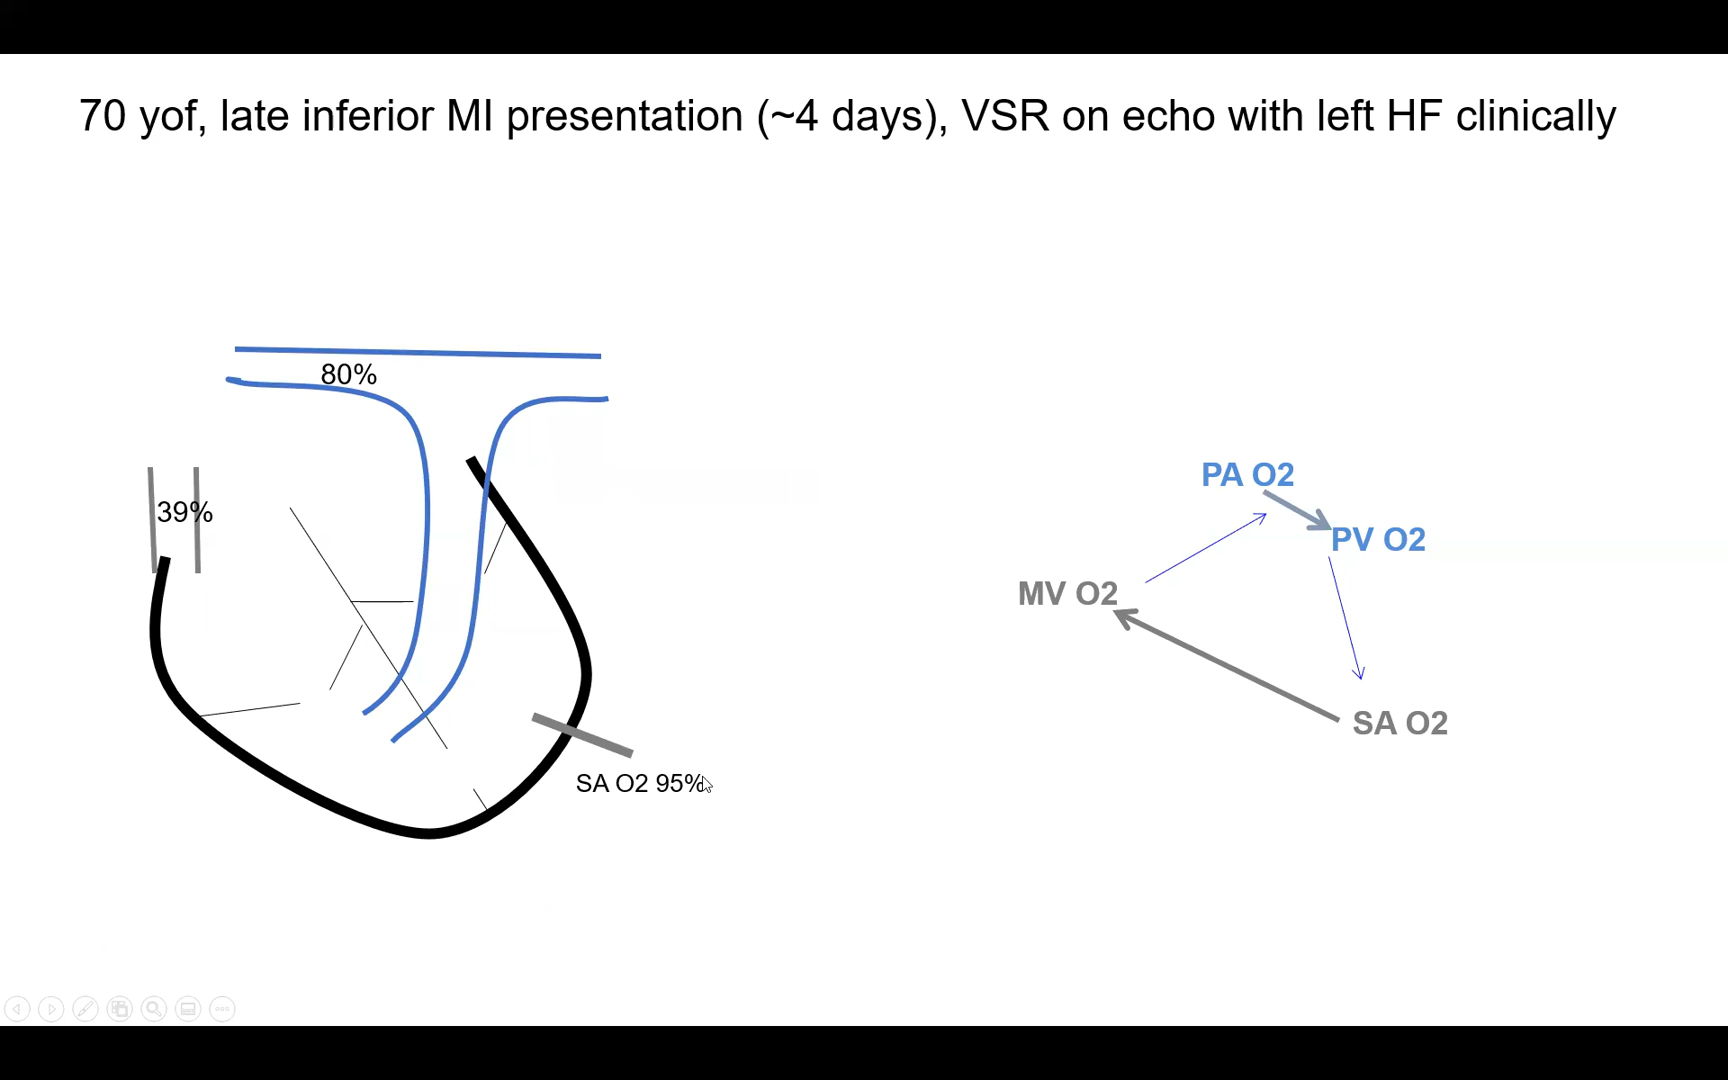 70 yof, late inferior MI presentation (~4 days), VSR on echo with left HF clinically
80%
39%
SA O2 95%
PA O2
PV O2
MV O2
SA O2